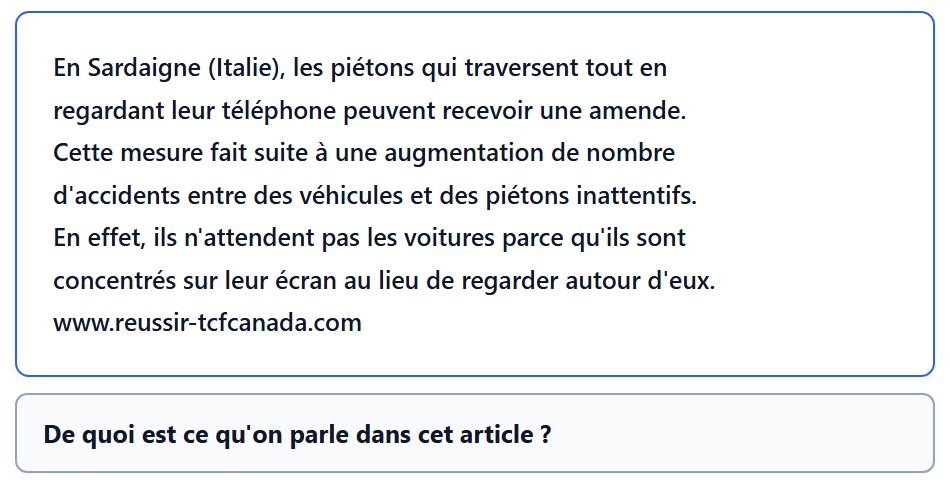 En Sardaigne (Italie), les piétons qui traversent tout en
regardant leur téléphone peuvent recevoir une amende.
Cette mesure fait suite à une augmentation de nombre
d'accidents entre des véhicules et des piétons inattentifs.
En effet, ils n'attendent pas les voitures parce qu'ils sont
concentrés sur leur écran au lieu de regarder autour d'eux.
www.reussir-tcfcanada.com
De quoi est ce qu'on parle dans cet article ?